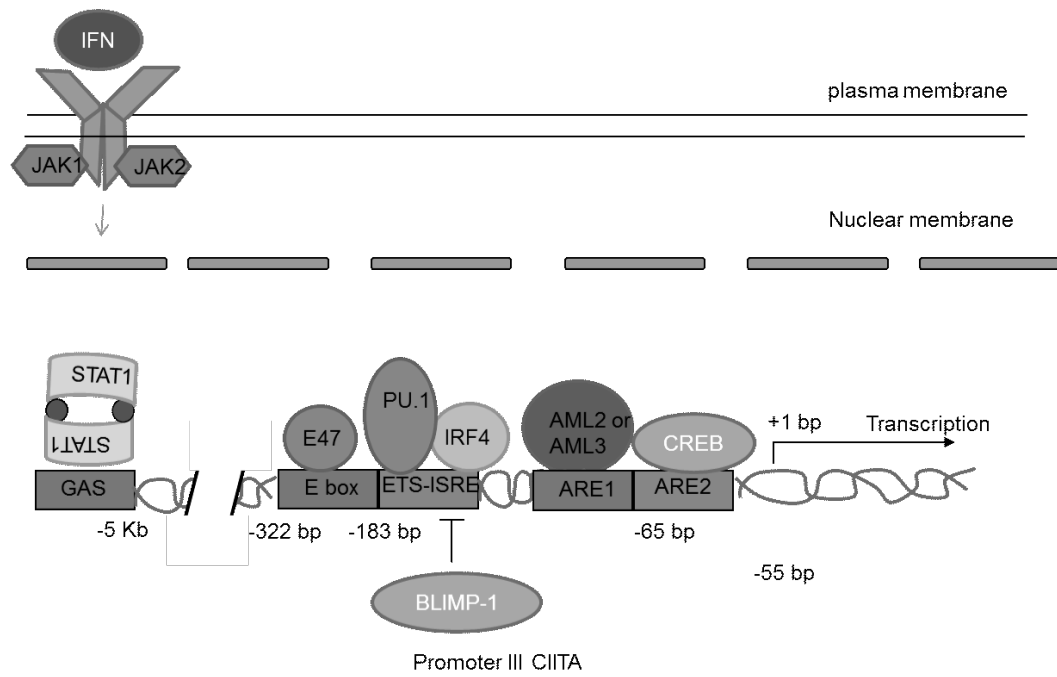 IFN
plasma membrane
JAK1
JAK2
Nuclear membrane
STAT1
STAT1
PU.1
E47
IRF4
AML2 or
AML3
CREB
+1 bp
Transcription
GAS
E box
ETS-ISRE
ARE1
ARE2
-5 Kb
-322 bp
-183 bp
-65 bp
-55 bp
BLIMP-1
Promoter III CIITA